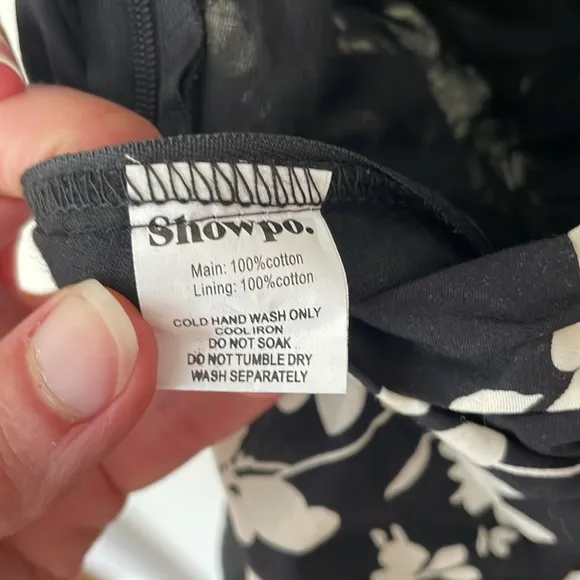 Showpo.
Main: 100%cotton
Lining: 100%cotton
COLD HAND WASH ONLY
COOL IRON
DO NOT SOAK
DO NOT TUMBLE DRY
WASH SEPARATELY